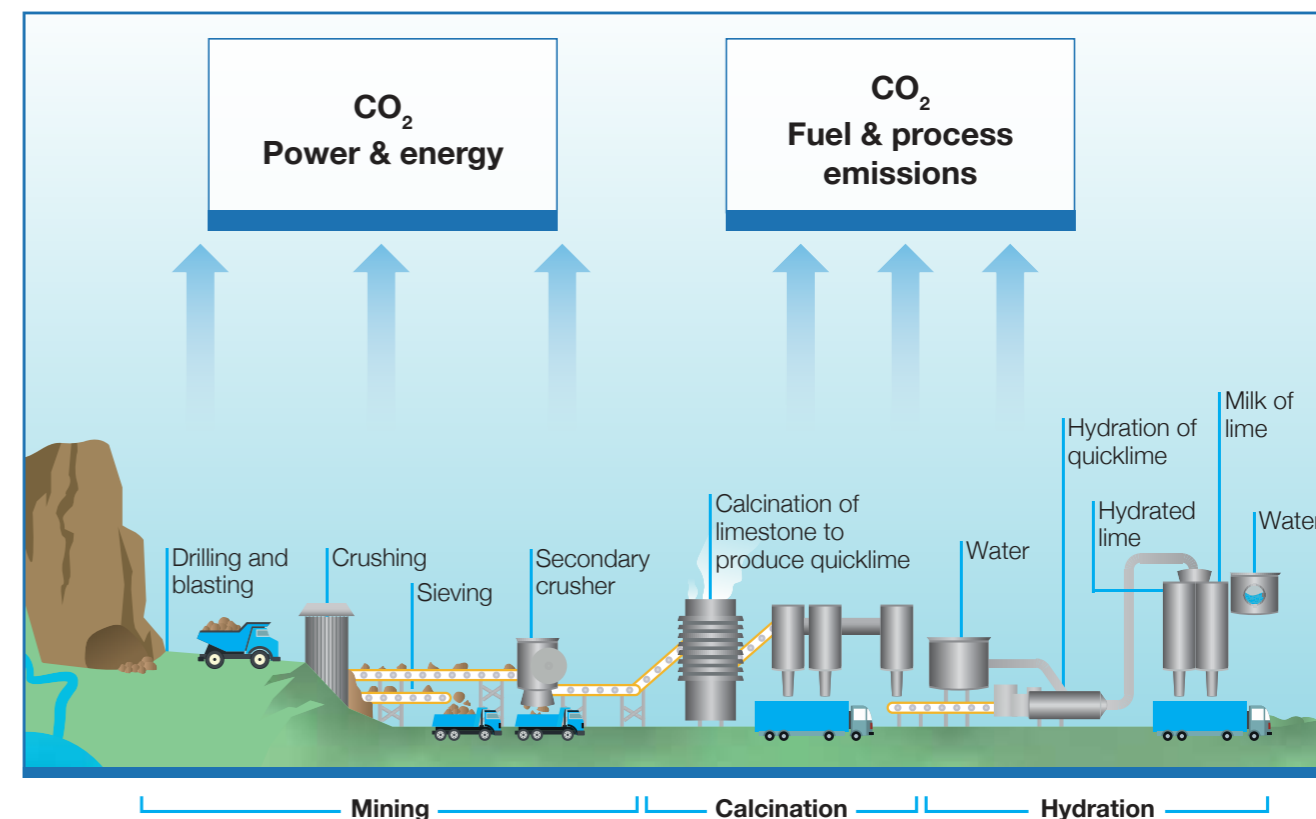 CO₂
Power & energy
CO₂
Fuel & process
emissions
Drilling and
blasting
Crushing
Sieving
Secondary
crusher
Calcination of
limestone to
produce quicklime
Water
Hydration of
quicklime
Hydrated
lime
Milk of
lime
Water
Mining
Calcination
Hydration